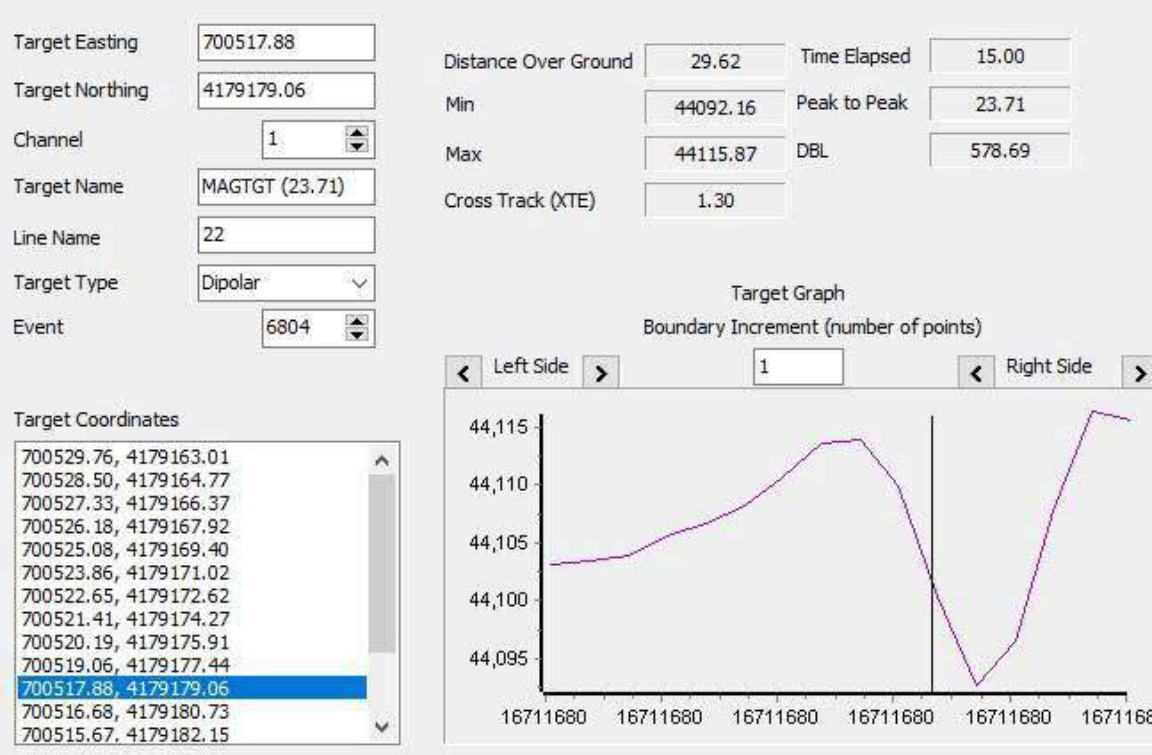 Target Easting 700517.88
Target Northing 4179179.06
Channel 1
Target Name MAGTGT (23.71)
Line Name 22
Target Type Dipolar
Event 6804
Distance Over Ground 29.62 Time Elapsed 15.00
Min 44092.16 Peak to Peak 23.71
Max 44115.87 DBL 578.69
Cross Track (XTE) 1.30
Target Coordinates
700529.76, 4179163.01
700528.50, 4179164.77
700527.33, 4179166.37
700526.18, 4179167.92
700525.08, 4179169.40
700523.86, 4179171.02
700522.65, 4179172.62
700521.41, 4179174.27
700520.19, 4179175.91
700519.06, 4179177.44
700517.88, 4179179.06
700516.68, 4179180.73
700515.67, 4179182.15
Target Graph
Boundary Increment (number of points)
< Left Side > 1 < Right Side >
44,115
44,110
44,105
44,100
44,095
16711680 16711680 16711680 16711680 16711680 1671168